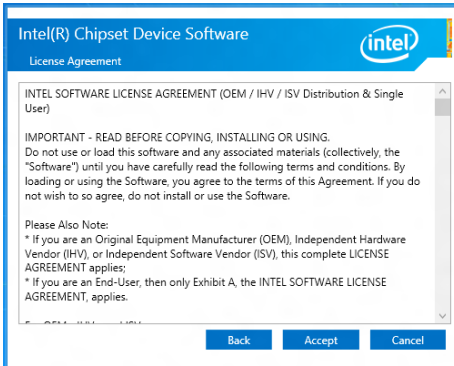 Intel(R) Chipset Device Software
intel
License Agreement
INTEL SOFTWARE LICENSE AGREEMENT (OEM / IHV / ISV Distribution & Single
User)
IMPORTANT - READ BEFORE COPYING, INSTALLING OR USING.
Do not use or load this software and any associated materials (collectively, the
"Software") until you have carefully read the following terms and conditions. By
loading or using the Software, you agree to the terms of this Agreement. If you do
not wish to so agree, do not install or use the Software.
Please Also Note:
* If you are an Original Equipment Manufacturer (OEM), Independent Hardware
Vendor (IHV), or Independent Software Vendor (ISV), this complete LICENSE
AGREEMENT applies;
* If you are an End-User, then only Exhibit A, the INTEL SOFTWARE LICENSE
AGREEMENT, applies.
Back Accept Cancel